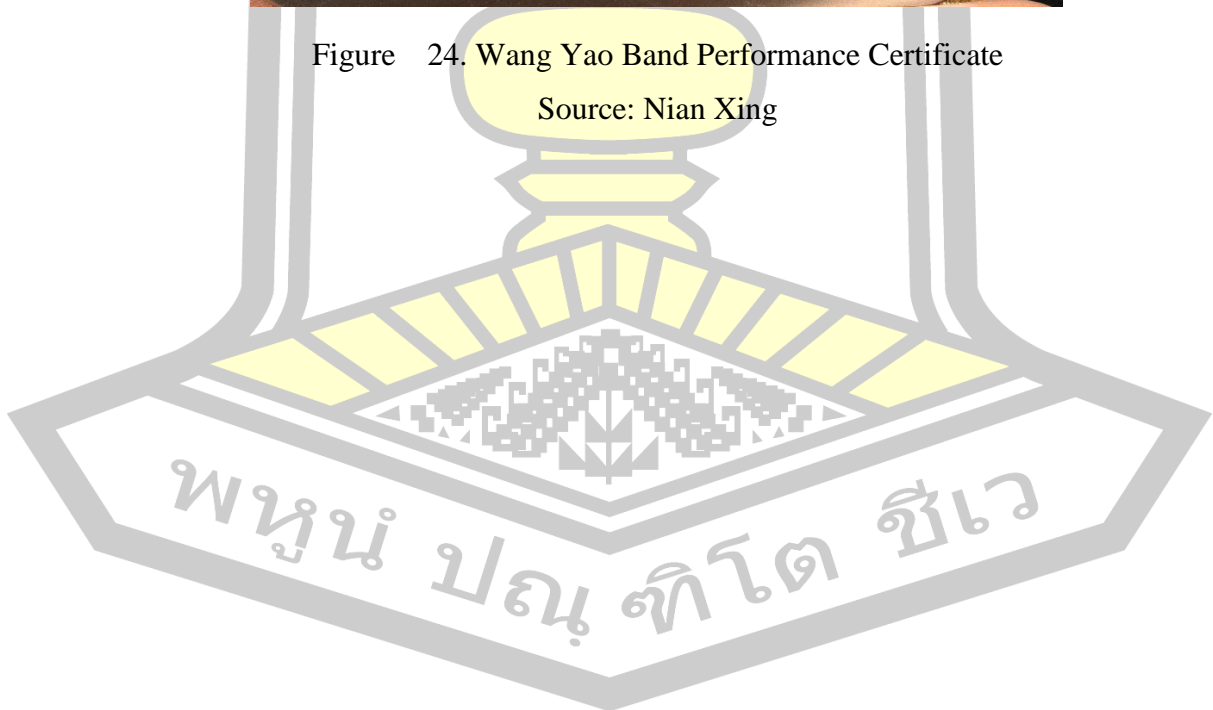 Figure 24. Wang Yao Band Performance Certificate
Source: Nian Xing
พหูนํ ปณฺฑิโต ชีเว